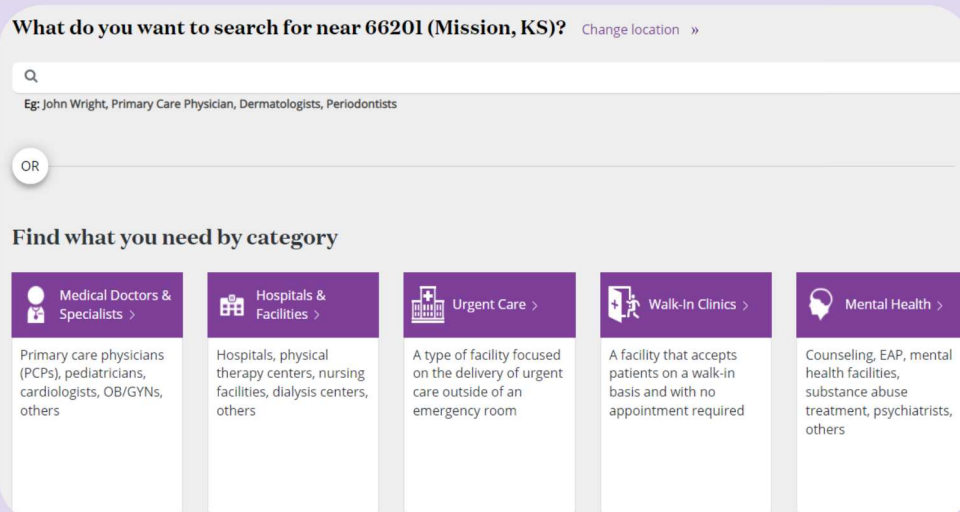 What do you want to search for near 66201 (Mission, KS)? Change location »
Eg: John Wright, Primary Care Physician, Dermatologists, Periodontists
OR
Find what you need by category
Medical Doctors &
Specialists >
Primary care physicians
(PCPs), pediatricians,
cardiologists, OB/GYNs,
others
Hospitals &
Facilities >
Hospitals, physical
therapy centers, nursing
facilities, dialysis centers,
others
Urgent Care >
A type of facility focused
on the delivery of urgent
care outside of an
emergency room
Walk-In Clinics >
A facility that accepts
patients on a walk-in
basis and with no
appointment required
Mental Health >
Counseling, EAP, mental
health facilities,
substance abuse
treatment, psychiatrists,
others